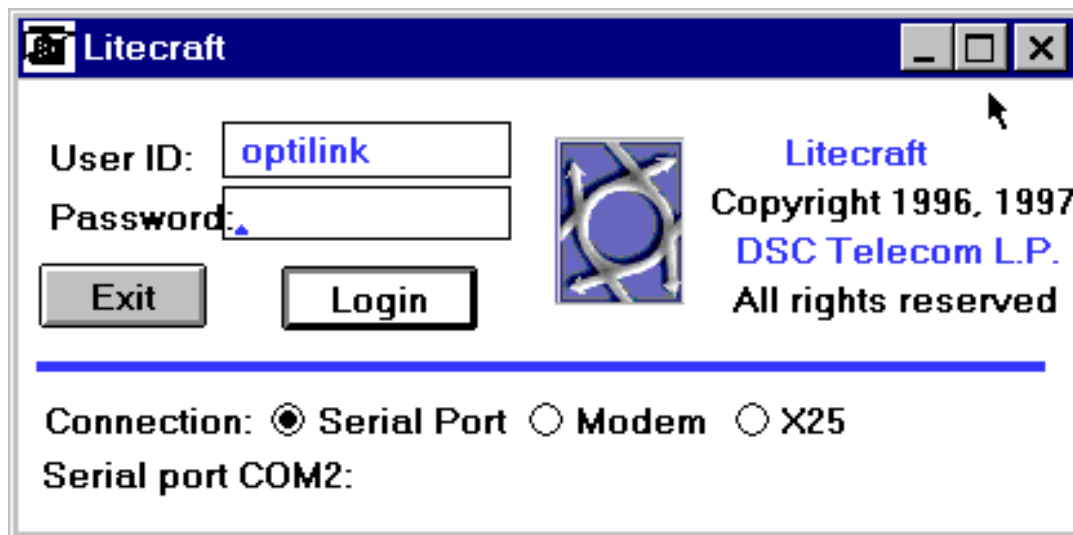 Litecraft
User ID: optilink
Password:
Exit Login
Litecraft
Copyright 1996, 1997
DSC Telecom L.P.
All rights reserved
Connection: Serial Port Modem X25
Serial port COM2: